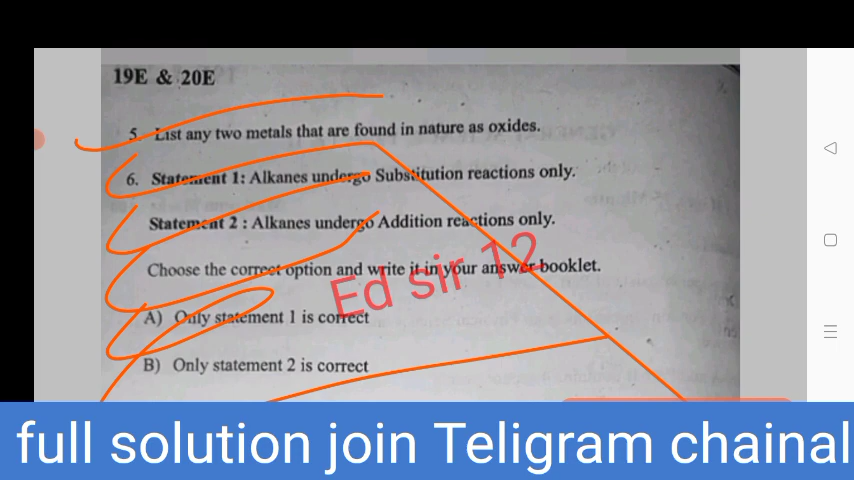 19E & 20E
5. List any two metals that are found in nature as oxides.
6. Statement 1: Alkanes undergo Substitution reactions only.
Statement 2 : Alkanes undergo Addition reactions only.
Choose the correct option and write it in your answer booklet.
Ed sir 12
A) Only statement 1 is correct
B) Only statement 2 is correct
full solution join Teligram chainal